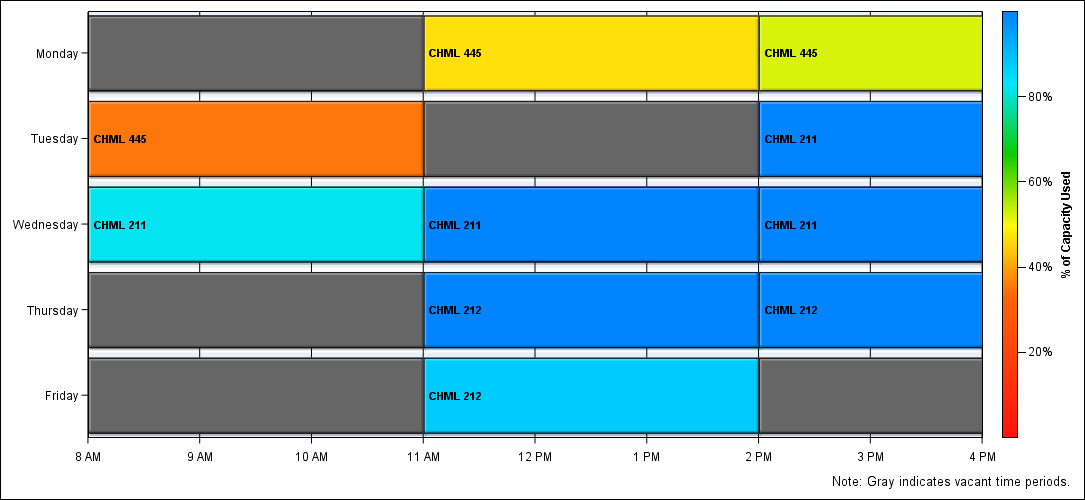 Monday
CHML 445
CHML 445
Tuesday
CHML 445
CHML 211
Wednesday
CHML 211
CHML 211
CHML 211
Thursday
CHML 212
CHML 212
Friday
CHML 212
8 AM
9 AM
10 AM
11 AM
12 PM
1 PM
2 PM
3 PM
4 PM
80%
60%
40%
20%
% of Capacity Used
Note: Gray indicates vacant time periods.